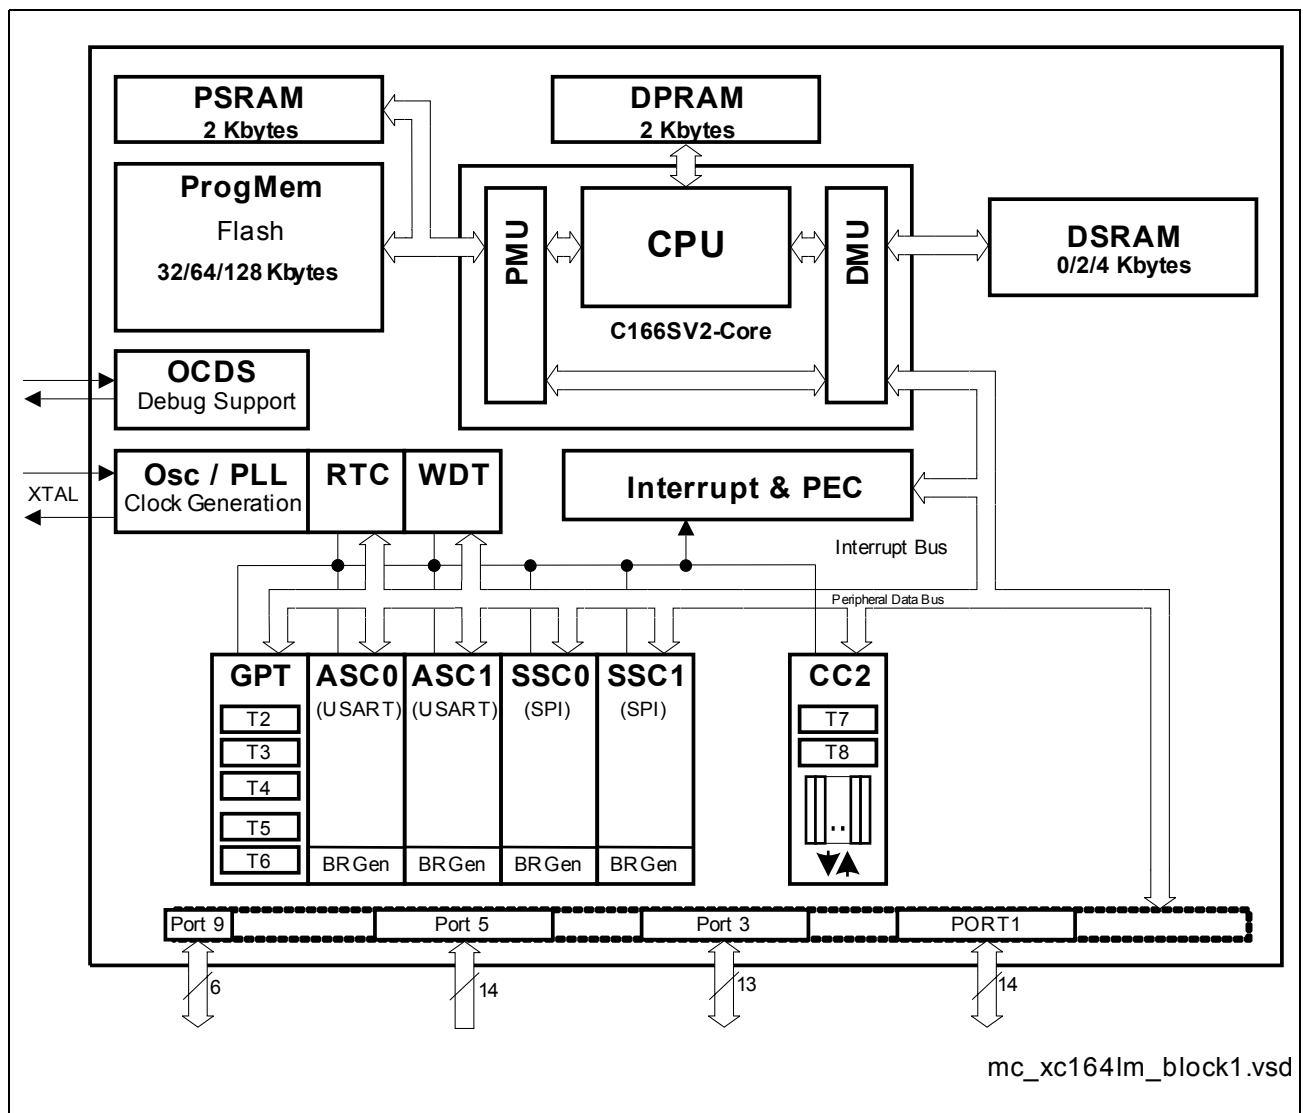 PSRAM
2 Kbytes
DPRAM
2 Kbytes
ProgMem
Flash
32/64/128 Kbytes
PMU
CPU
DMU
C166SV2-Core
DSRAM
0/2/4 Kbytes
OCDS
Debug Support
Osc / PLL
Clock Generation
RTC
WDT
Interrupt & PEC
XTAL
Interrupt Bus
Peripheral Data Bus
GPT
T2
T3
T4
T5
T6
ASC0
(USART)
BRGen
ASC1
(USART)
BRGen
SSC0
(SPI)
BRGen
SSC1
(SPI)
BRGen
CC2
T7
T8
..
Port 9
Port 5
Port 3
PORT1
6
14
13
14
mc_xc164lm_block1.vsd